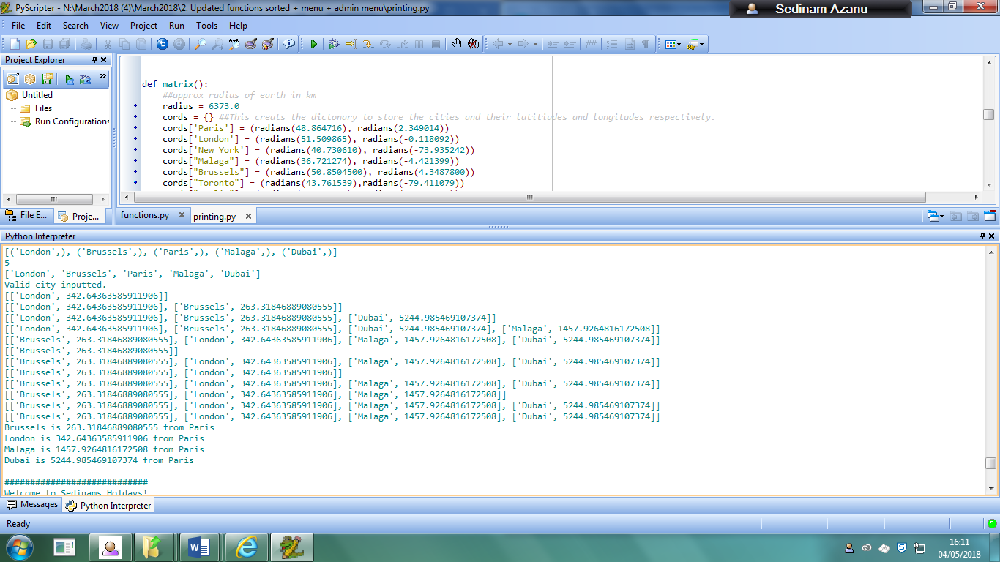 PyScripter - N:\March2018 (4)\March2018\2. Updated functions sorted + menu + admin menu\printing.py
Sedinam Azanu
File Edit Search View Project Run Tools Help
Project Explorer
Untitled
Files
Run Configurations
File E...
Proje...
def matrix():
##approx radius of earth in km
radius = 6373.0
cords = {} ##This creats the dictonary to store the cities and their latitiudes and longitudes respectively.
cords['Paris'] = (radians(48.864716), radians(2.349014))
cords['London'] = (radians(51.509865), radians(-0.118092))
cords['New York'] = (radians(40.730610), radians(-73.935242))
cords["Malaga"] = (radians(36.721274), radians(-4.421399))
cords["Brussels"] = (radians(50.8504500), radians(4.3487800))
cords["Toronto"] = (radians(43.761539),radians(-79.411079))
functions.py
printing.py
Python Interpreter
[('London',), ('Brussels',), ('Paris',), ('Malaga',), ('Dubai',)]
5
['London', 'Brussels', 'Paris', 'Malaga', 'Dubai']
Valid city inputted.
[['London', 342.64363585911906]]
[['London', 342.64363585911906], ['Brussels', 263.31846889080555]]
[['London', 342.64363585911906], ['Brussels', 263.31846889080555], ['Dubai', 5244.985469107374]]
[['London', 342.64363585911906], ['Brussels', 263.31846889080555], ['Dubai', 5244.985469107374], ['Malaga', 1457.9264816172508]]
[['Brussels', 263.31846889080555], ['London', 342.64363585911906], ['Malaga', 1457.9264816172508], ['Dubai', 5244.985469107374]]
[['Brussels', 263.31846889080555]]
[['Brussels', 263.31846889080555], ['London', 342.64363585911906], ['Malaga', 1457.9264816172508], ['Dubai', 5244.985469107374]]
[['Brussels', 263.31846889080555], ['London', 342.64363585911906]]
[['Brussels', 263.31846889080555], ['London', 342.64363585911906], ['Malaga', 1457.9264816172508], ['Dubai', 5244.985469107374]]
[['Brussels', 263.31846889080555], ['London', 342.64363585911906], ['Malaga', 1457.9264816172508]]
[['Brussels', 263.31846889080555], ['London', 342.64363585911906], ['Malaga', 1457.9264816172508], ['Dubai', 5244.985469107374]]
[['Brussels', 263.31846889080555], ['London', 342.64363585911906], ['Malaga', 1457.9264816172508], ['Dubai', 5244.985469107374]]
Brussels is 263.31846889080555 from Paris
London is 342.64363585911906 from Paris
Malaga is 1457.9264816172508 from Paris
Dubai is 5244.985469107374 from Paris
############################
Welcome to Sedinams Holdays!
Messages
Python Interpreter
Ready
16:11
04/05/2018